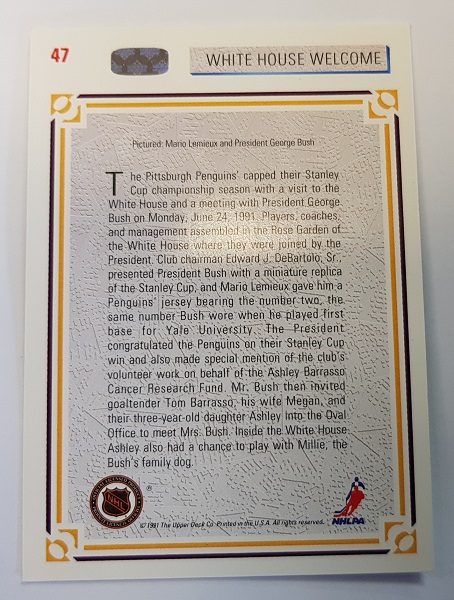 47
WHITE HOUSE WELCOME
Pictured: Mario Lemieux and President George Bush
The Pittsburgh Penguins' capped their Stanley
Cup championship season with a visit to the
White House and a meeting with President George
Bush on Monday, June 24, 1991. Players, coaches,
and management assembled in the Rose Garden of
the White House where they were joined by the
President. Club chairman Edward J. DeBartolo, Sr.,
presented President Bush with a miniature replica
of the Stanley Cup, and Mario Lemieux gave him a
Penguins' jersey bearing the number two, the
same number Bush wore when he played first
base for Yale University. The President
congratulated the Penguins on their Stanley Cup
win and also made special mention of the club's
volunteer work on behalf of the Ashley Barrasso
Cancer Research Fund. Mr. Bush then invited
goaltender Tom Barrasso, his wife Megan, and
their three-year-old daughter Ashley into the Oval
Office to meet Mrs. Bush. Inside the White House
Ashley also had a chance to play with Millie, the
Bush's family dog.
NHL
®
NHLPA
© 1991 The Upper Deck Co. Printed in the U.S.A. All rights reserved.